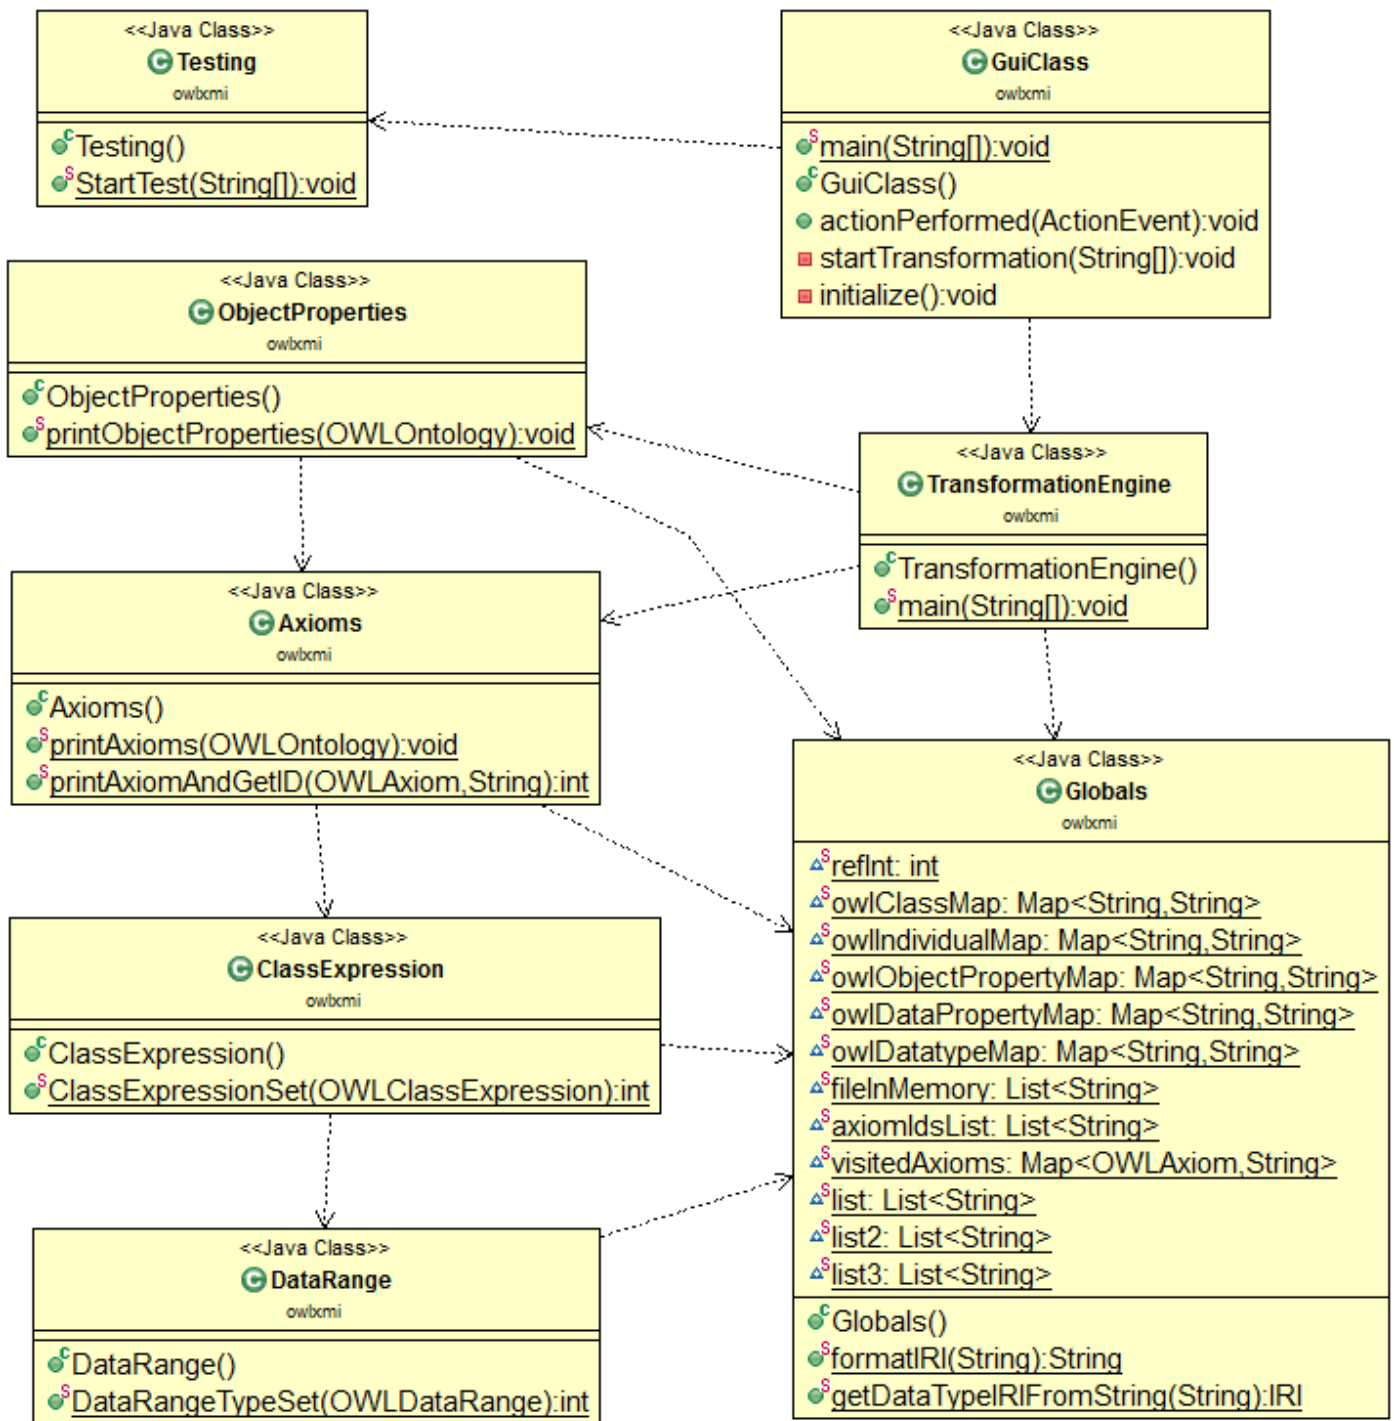 <<Java Class>>
Testing
owlxmi
Testing()
StartTest(String[]):void
<<Java Class>>
GuiClass
owlxmi
main(String[]):void
GuiClass()
actionPerformed(ActionEvent):void
startTransformation(String[]):void
initialize():void
<<Java Class>>
ObjectProperties
owlxmi
ObjectProperties()
printObjectProperties(OWLOntology):void
<<Java Class>>
TransformationEngine
owlxmi
TransformationEngine()
main(String[]):void
<<Java Class>>
Axioms
owlxmi
Axioms()
printAxioms(OWLOntology):void
printAxiomAndGetID(OWLAxiom,String):int
<<Java Class>>
Globals
owlxmi
refInt: int
owlClassMap: Map<String,String>
owlIndividualMap: Map<String,String>
owlObjectPropertyMap: Map<String,String>
owlDataPropertyMap: Map<String,String>
owlDatatypeMap: Map<String,String>
fileInMemory: List<String>
axiomIdsList: List<String>
visitedAxioms: Map<OWLAxiom,String>
list: List<String>
list2: List<String>
list3: List<String>
Globals()
formatIRI(String):String
getDataTypeIRIFromString(String):IRI
<<Java Class>>
ClassExpression
owlxmi
ClassExpression()
ClassExpressionSet(OWLClassExpression):int
<<Java Class>>
DataRange
owlxmi
DataRange()
DataRangeTypeSet(OWLDataRange):int